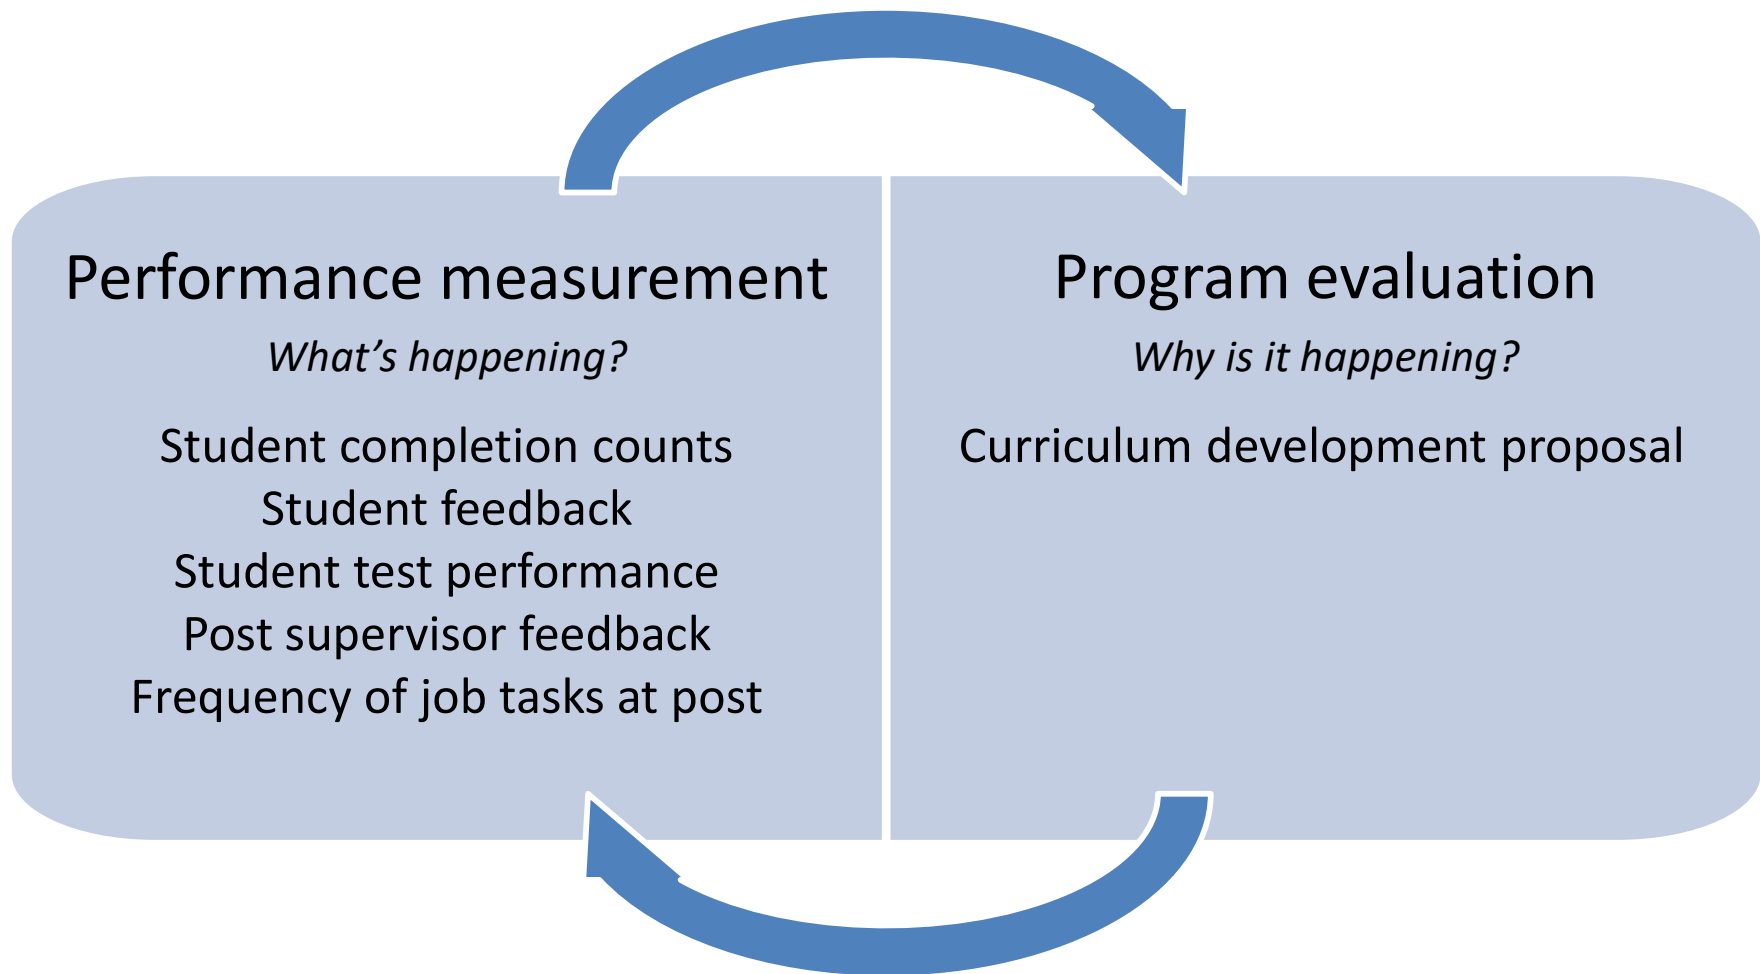 Performance measurement
What’s happening?
Student completion counts
Student feedback
Student test performance
Post supervisor feedback
Frequency of job tasks at post
Program evaluation
Why is it happening?
Curriculum development proposal